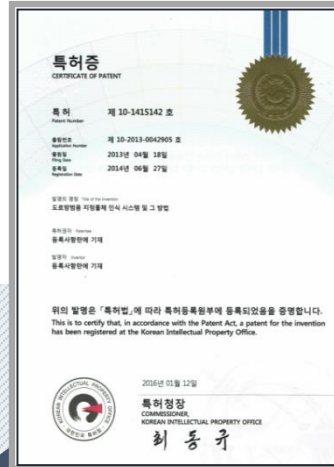 특허증
CERTIFICATE OF PATENT
특 허 제 10-1415142 호
Patent Number
출원번호 제 10-2013-0042905 호
Application Number
출원일 2013년 04월 18일
Filing Date
등록일 2014년 06월 27일
Registration Date
발명의 명칭 Title of the Invention
도로방범용 지정물체 인식 시스템 및 그 방법
특허권자 Patentee
등록사항란에 기재
발명자 Inventor
등록사항란에 기재
위의 발명은 「특허법」에 따라 특허등록원부에 등록되었음을 증명합니다.
This is to certify that, in accordance with the Patent Act, a patent for the invention
has been registered at the Korean Intellectual Property Office.
2016년 01월 12일
특허청장
COMMISSIONER,
KOREAN INTELLECTUAL PROPERTY OFFICE
최동규
KOREAN INTELLECTUAL PROPERTY OFFICE